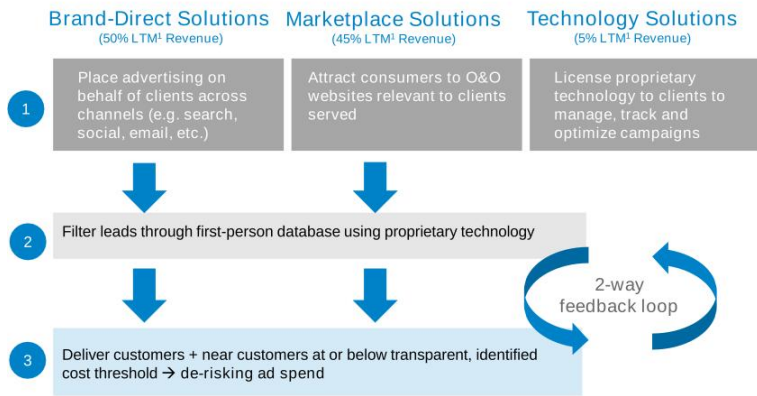 Brand-Direct Solutions
(50% LTM¹ Revenue)
Marketplace Solutions
(45% LTM¹ Revenue)
Technology Solutions
(5% LTM¹ Revenue)
1
Place advertising on
behalf of clients across
channels (e.g. search,
social, email, etc.)
Attract consumers to O&O
websites relevant to clients
served
License proprietary
technology to clients to
manage, track and
optimize campaigns
2
Filter leads through first-person database using proprietary technology
2-way
feedback loop
3
Deliver customers + near customers at or below transparent, identified
cost threshold → de-risking ad spend